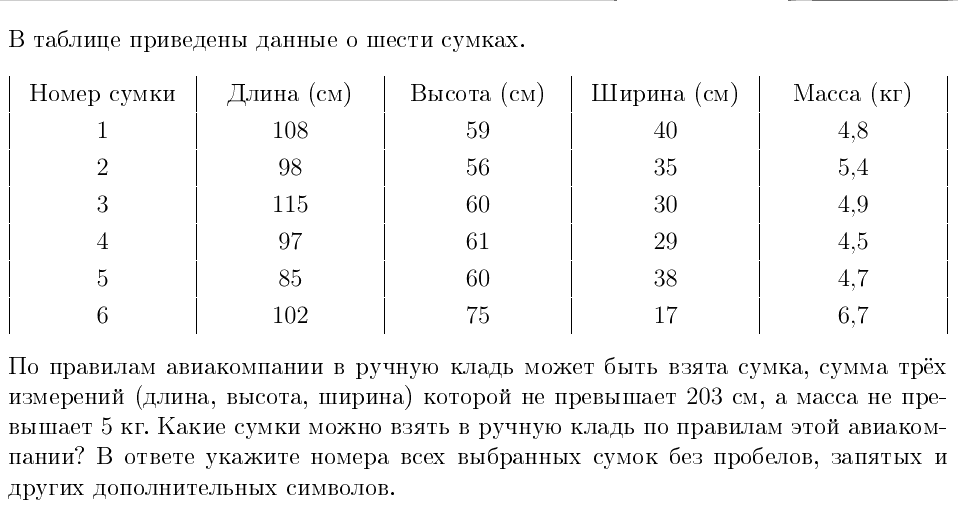 В таблице приведены данные о шести сумках.
Номер сумки Длина (см) Высота (см) Ширина (см) Масса (кг)
1 108 59 40 4,8
2 98 56 35 5,4
3 115 60 30 4,9
4 97 61 29 4,5
5 85 60 38 4,7
6 102 75 17 6,7
По правилам авиакомпании в ручную кладь может быть взята сумка, сумма трёх
измерений (длина, высота, ширина) которой не превышает 203 см, а масса не пре-
вышает 5 кг. Какие сумки можно взять в ручную кладь по правилам этой авиаком-
пании? В ответе укажите номера всех выбранных сумок без пробелов, запятых и
других дополнительных символов.